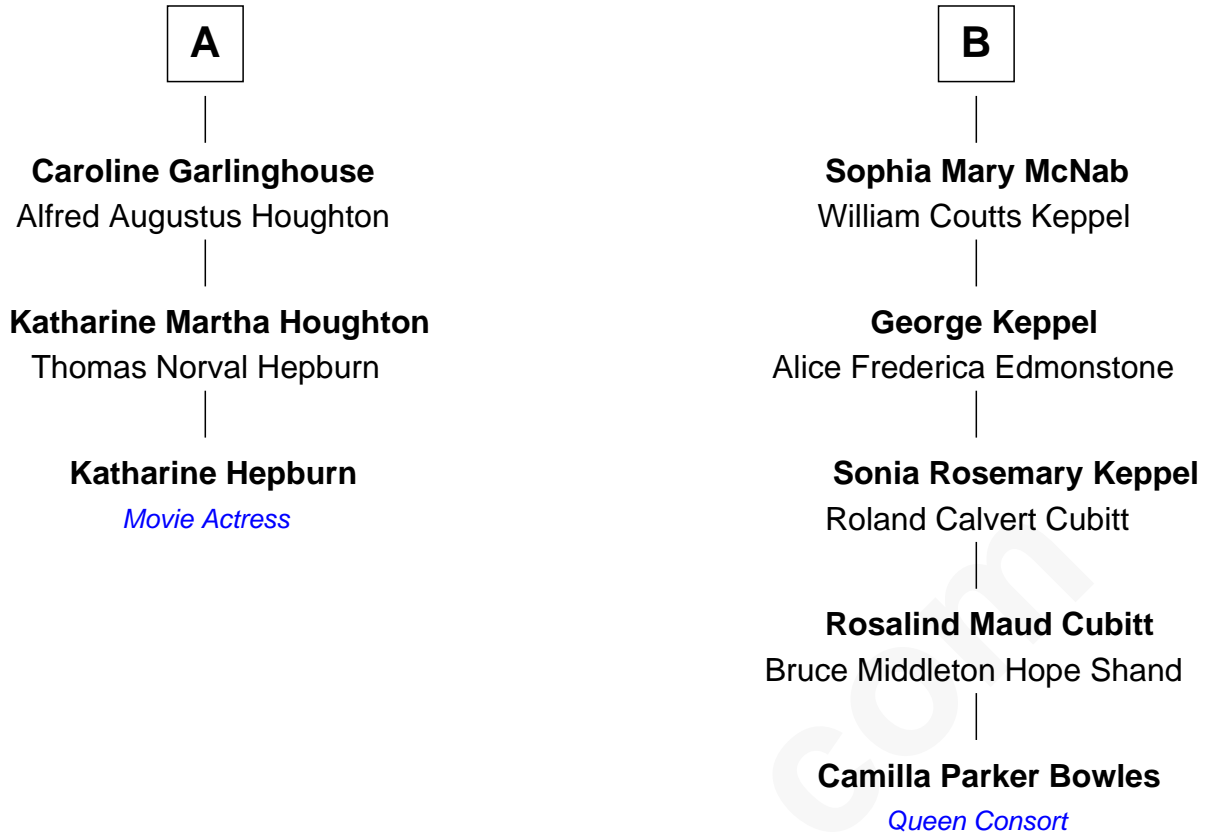 A
Caroline Garlinghouse
Alfred Augustus Houghton
Katharine Martha Houghton
Thomas Norval Hepburn
Katharine Hepburn
Movie Actress
B
Sophia Mary McNab
William Coutts Keppel
George Keppel
Alice Frederica Edmonstone
Sonia Rosemary Keppel
Roland Calvert Cubitt
Rosalind Maud Cubitt
Bruce Middleton Hope Shand
Camilla Parker Bowles
Queen Consort
com